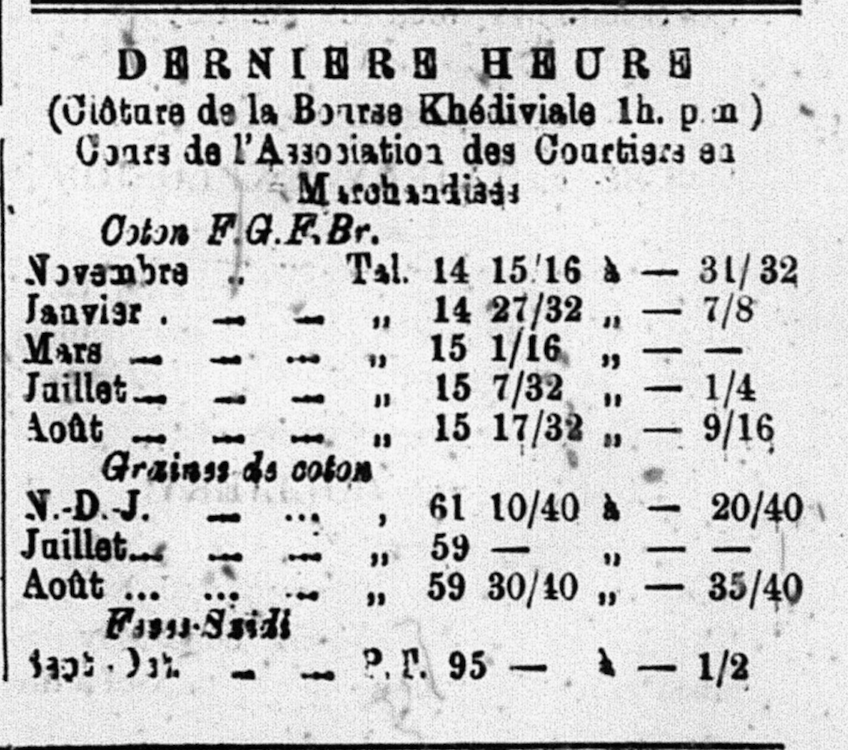 DERNIERE HEURE
(Clôture de la Bourse Khédiviale 1h. p.m)
Cours de l'Association des Courtiers en
Marchandises
Coton F.G.F.Br.
Novembre .. Tal. 14 15/16 à — 31/32
Janvier . — — „ 14 27/32 „ — 7/8
Mars — — ... „ 15 1/16 „ — —
Juillet — — — „ 15 7/32 „ — 1/4
Août — — — „ 15 17/32 „ — 9/16
Graines de coton
N.-D.-J. — ... , 61 10/40 à — 20/40
Juillet — — — „ 59 — „ — —
Août ... ... — „ 59 30/40 „ — 35/40
Feves-Saidi
Sept.-Oct. — — P.T. 95 — à — 1/2